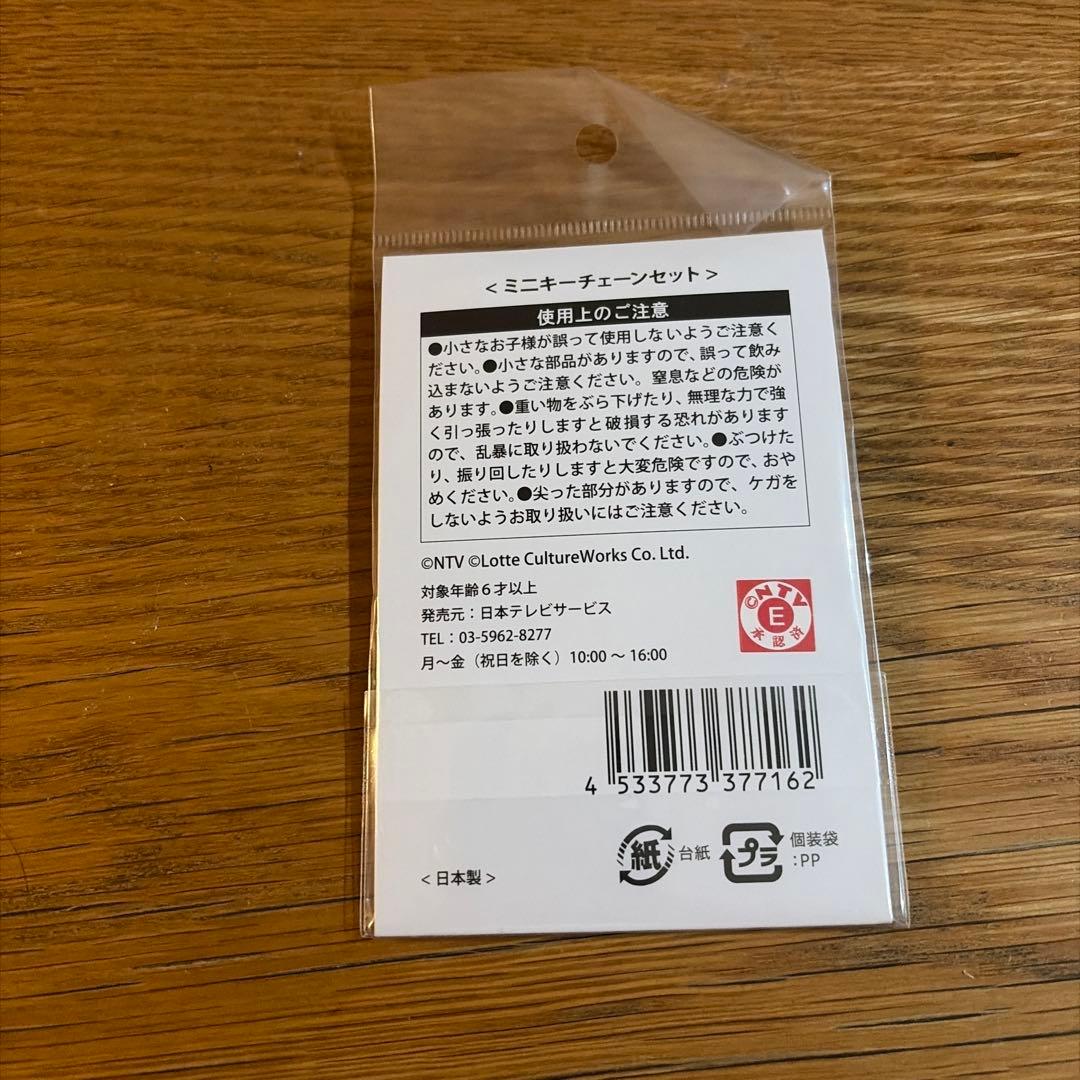 <ミニキーチェーンセット>
使用上のご注意
●小さなお子様が誤って使用しないようご注意く
ださい。●小さな部品がありますので、誤って飲み
込まないようご注意ください。窒息などの危険が
あります。●重い物をぶら下げたり、無理な力で強
く引っ張ったりしますと破損する恐れがあります
ので、乱暴に取り扱わないでください。●ぶつけた
り、振り回したりしますと大変危険ですので、おや
めください。●尖った部分がありますので、ケガを
しないようお取り扱いにはご注意ください。
©NTV ©Lotte CultureWorks Co. Ltd.
対象年齢6才以上
発売元：日本テレビサービス
TEL：03-5962-8277
月～金（祝日を除く）10:00～16:00
©NTV
E
承認済
4 533773 377162
紙 台紙
プラ 個装袋
:PP
<日本製>